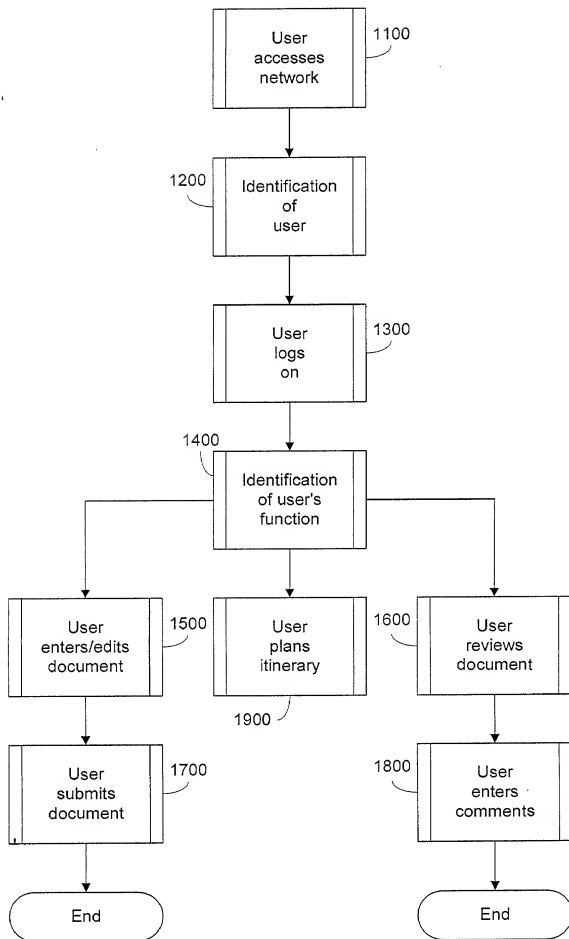 User
accesses
network
1100
1200
Identification
of
user
User
logs
on
1300
1400
Identification
of user's
function
User
enters/edits
document
1500
User
plans
itinerary
1900
1600
User
reviews
document
User
submits
document
1700
1800
User
enters
comments
End
End